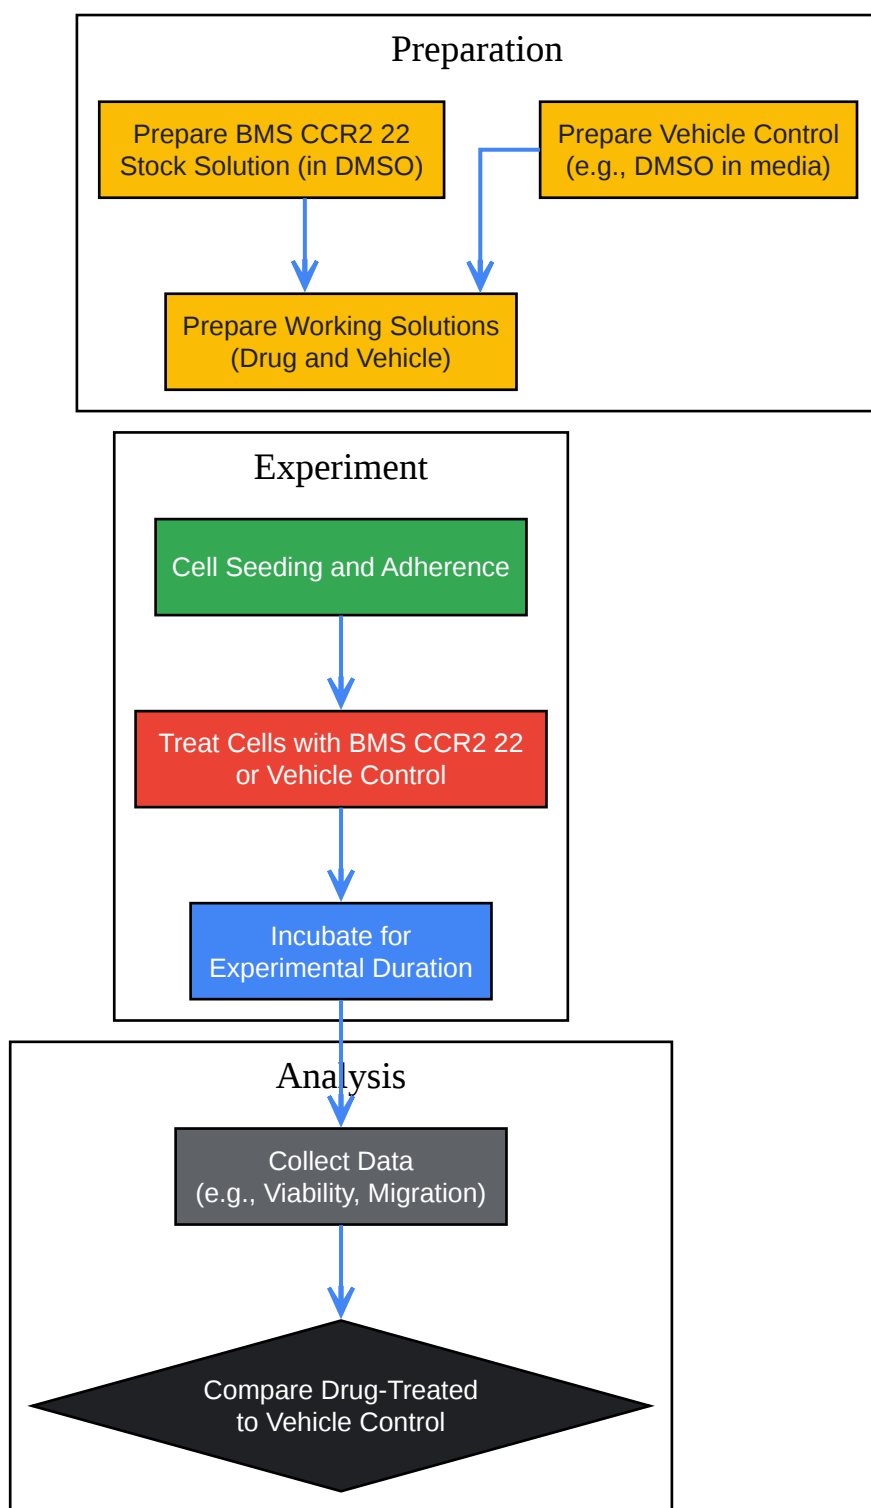 Preparation
Prepare BMS CCR2 22
Stock Solution (in DMSO)
Prepare Vehicle Control
(e.g., DMSO in media)
Prepare Working Solutions
(Drug and Vehicle)
Experiment
Cell Seeding and Adherence
Treat Cells with BMS CCR2 22
or Vehicle Control
Incubate for
Experimental Duration
Analysis
Collect Data
(e.g., Viability, Migration)
Compare Drug-Treated
to Vehicle Control